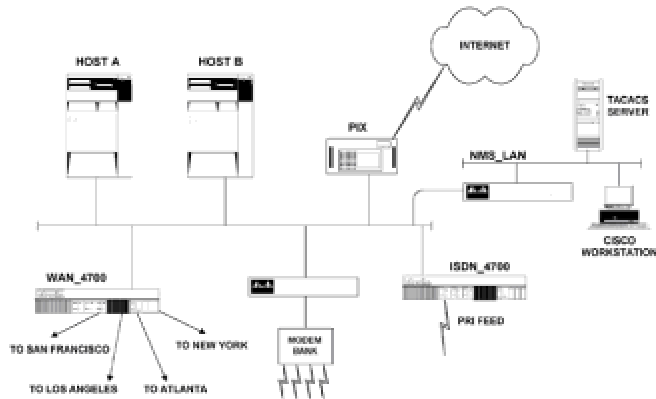 INTERNET
HOST A
HOST B
TACACS
SERVER
PIX
NMS_LAN
CISCO
WORKSTATION
WAN_4700
ISDN_4700
PRI FEED
MODEM
BANK
TO SAN FRANCISCO
TO NEW YORK
TO LOS ANGELES
TO ATLANTA